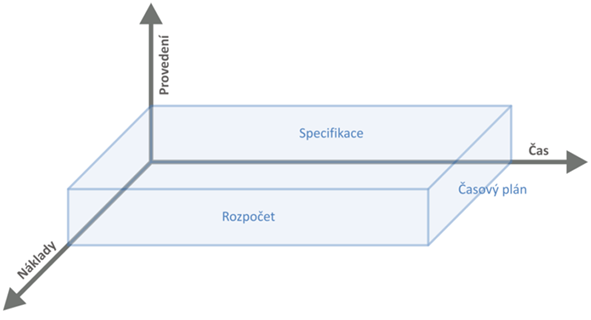 Provedení
Specifikace
Čas
Časový plán
Rozpočet
Náklady